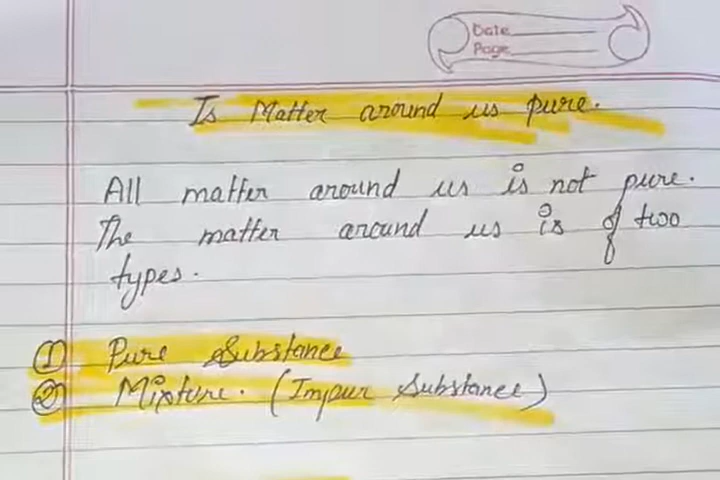 Date
Page
Is Matter around us pure.
All matter around us is not pure.
The matter around us is of two
types.
① Pure Substance
② Mixture. (Impur Substance)